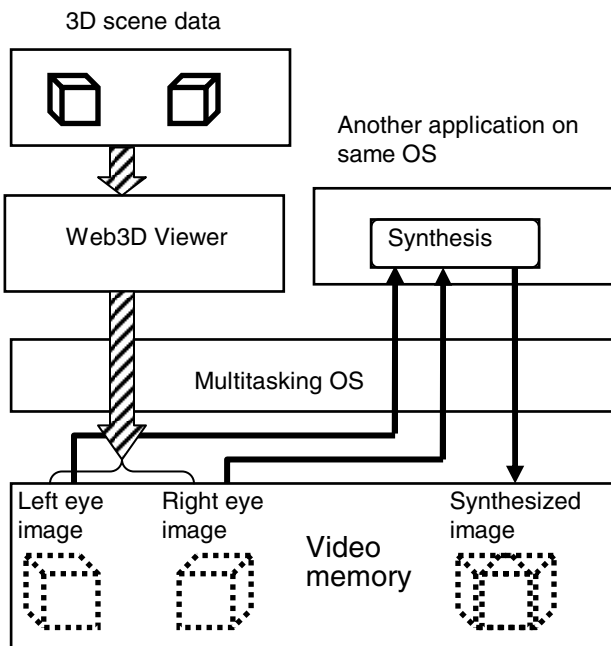 3D scene data
Another application on
same OS
Web3D Viewer
Synthesis
Multitasking OS
Left eye
image
Right eye
image
Video
memory
Synthesized
image